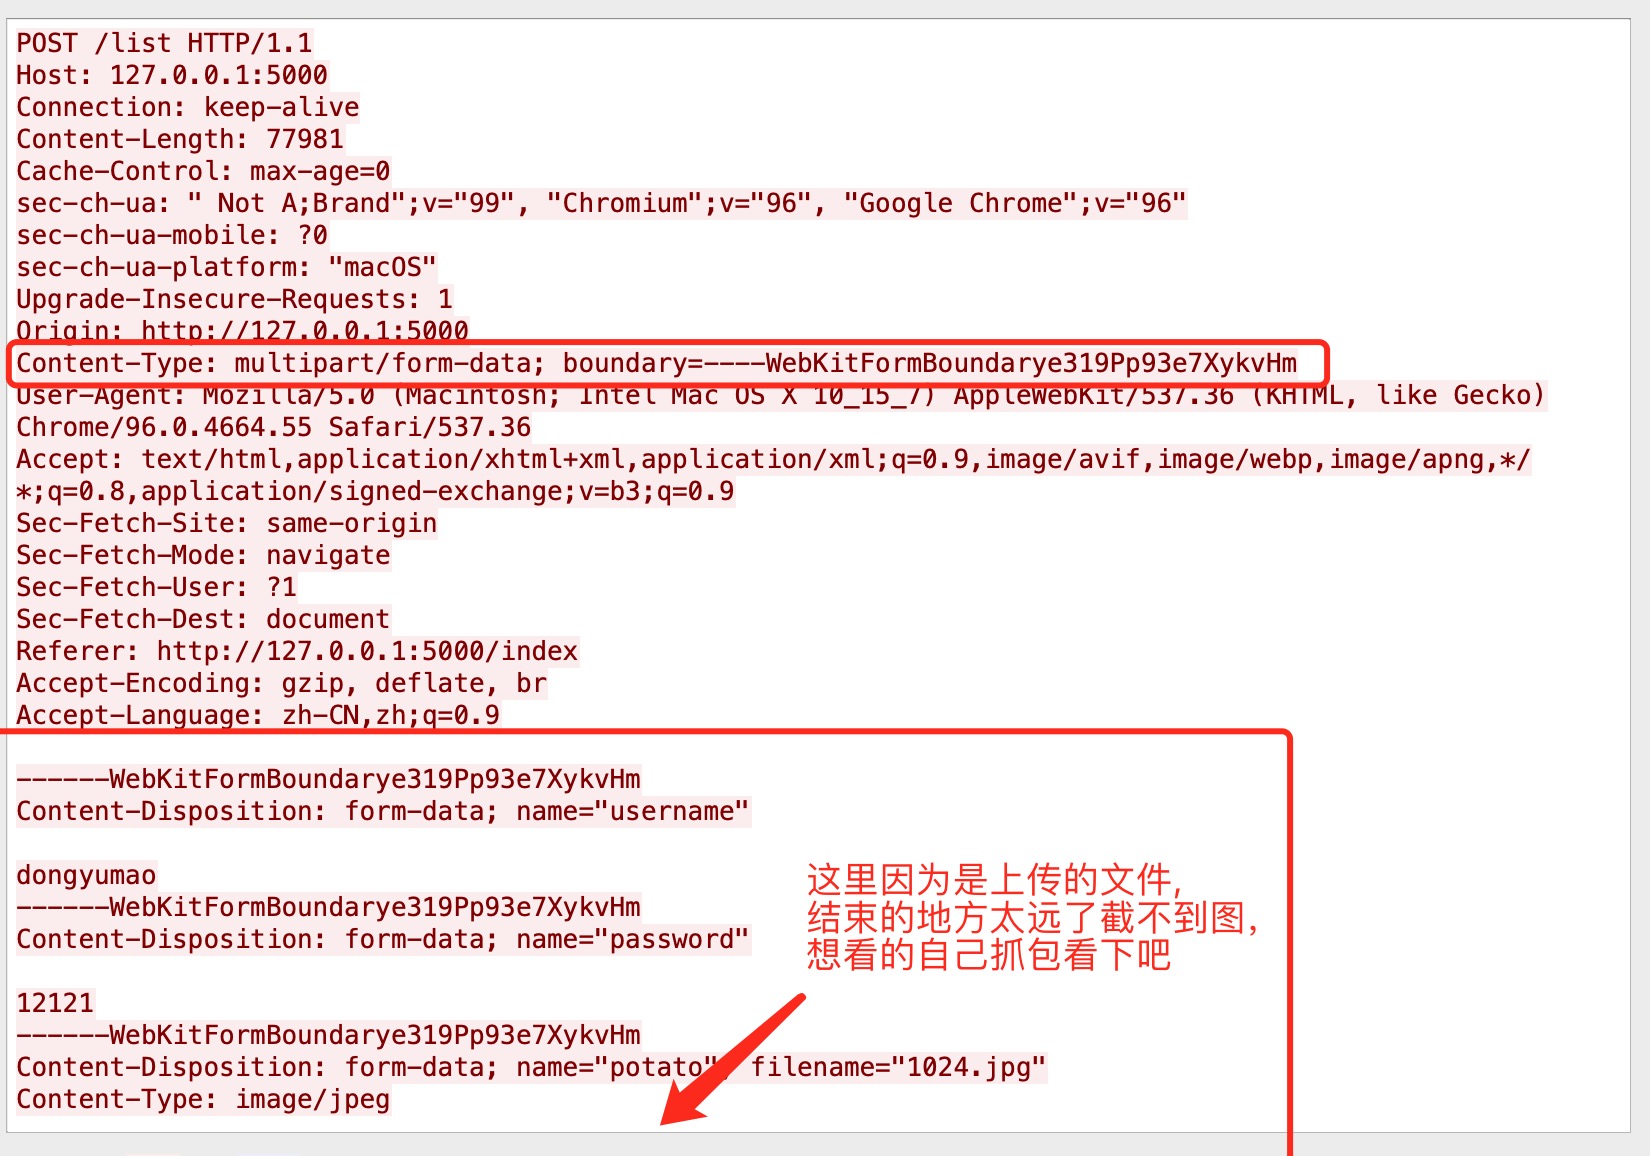 POST /list HTTP/1.1
Host: 127.0.0.1:5000
Connection: keep-alive
Content-Length: 77981
Cache-Control: max-age=0
sec-ch-ua: " Not A;Brand";v="99", "Chromium";v="96", "Google Chrome";v="96"
sec-ch-ua-mobile: ?0
sec-ch-ua-platform: "macOS"
Upgrade-Insecure-Requests: 1
Origin: http://127.0.0.1:5000
Content-Type: multipart/form-data; boundary=----WebKitFormBoundarye319Pp93e7XykvHm
User-Agent: Mozilla/5.0 (Macintosh; Intel Mac OS X 10_15_7) AppleWebKit/537.36 (KHTML, like Gecko)
Chrome/96.0.4664.55 Safari/537.36
Accept: text/html,application/xhtml+xml,application/xml;q=0.9,image/avif,image/webp,image/apng,*/
*;q=0.8,application/signed-exchange;v=b3;q=0.9
Sec-Fetch-Site: same-origin
Sec-Fetch-Mode: navigate
Sec-Fetch-User: ?1
Sec-Fetch-Dest: document
Referer: http://127.0.0.1:5000/index
Accept-Encoding: gzip, deflate, br
Accept-Language: zh-CN,zh;q=0.9
------WebKitFormBoundarye319Pp93e7XykvHm
Content-Disposition: form-data; name="username"
dongyumao
------WebKitFormBoundarye319Pp93e7XykvHm
Content-Disposition: form-data; name="password"
12121
------WebKitFormBoundarye319Pp93e7XykvHm
Content-Disposition: form-data; name="potato"; filename="1024.jpg"
Content-Type: image/jpeg
这里因为是上传的文件,
结束的地方太远了截不到图,
想看的自己抓包看下吧